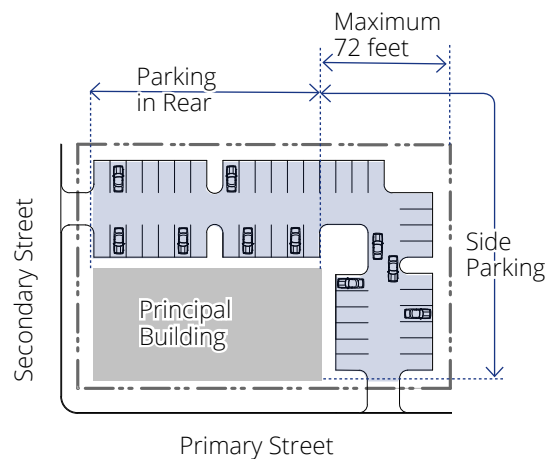 Maximum
72 feet
Parking
in Rear
Side
Parking
Secondary Street
Principal
Building
Primary Street